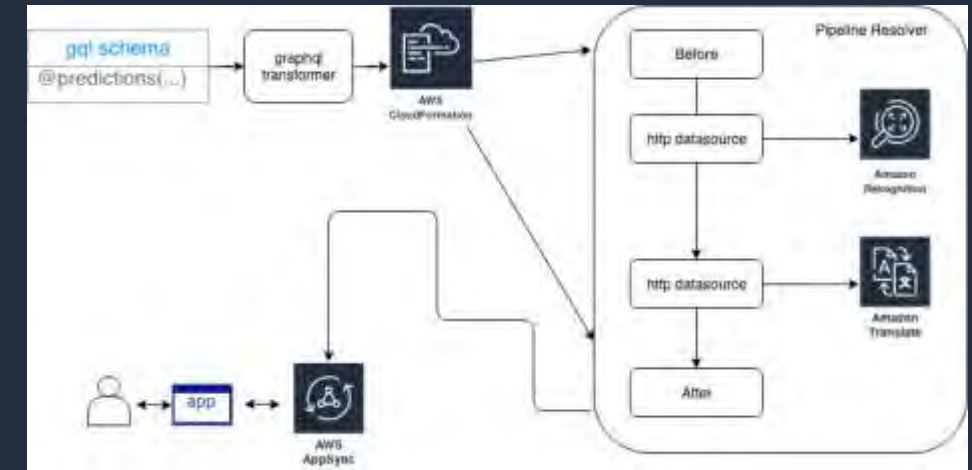 gql schema
@predictions(...)
graphql
transformer
AWS
CloudFormation
Pipeline Resolver
Before
http datasource
Amazon
Rekognition
http datasource
Amazon
Translate
After
app
AWS
AppSync